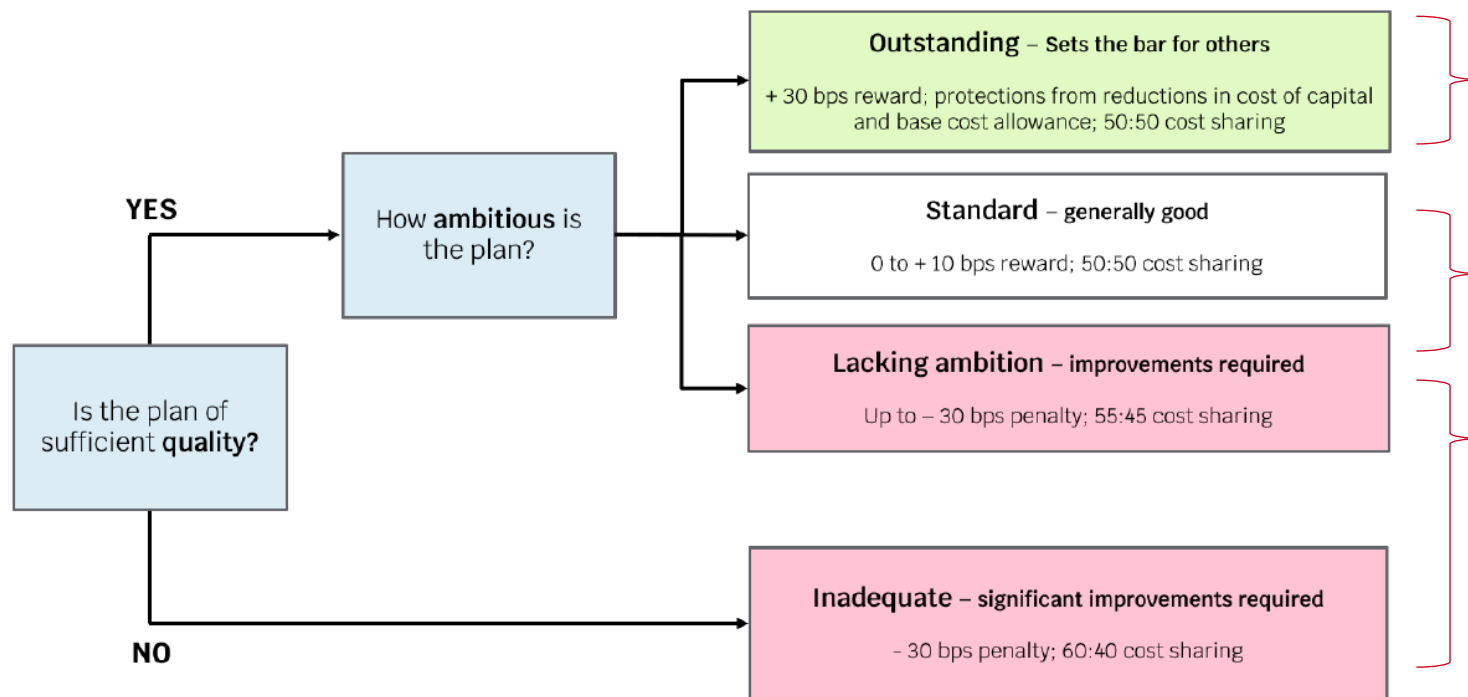 Outstanding – Sets the bar for others
+ 30 bps reward; protections from reductions in cost of capital
and base cost allowance; 50:50 cost sharing
YES
How ambitious is
the plan?
Standard – generally good
0 to + 10 bps reward; 50:50 cost sharing
Lacking ambition – improvements required
Up to – 30 bps penalty; 55:45 cost sharing
Is the plan of
sufficient quality?
Inadequate – significant improvements required
- 30 bps penalty; 60:40 cost sharing
NO